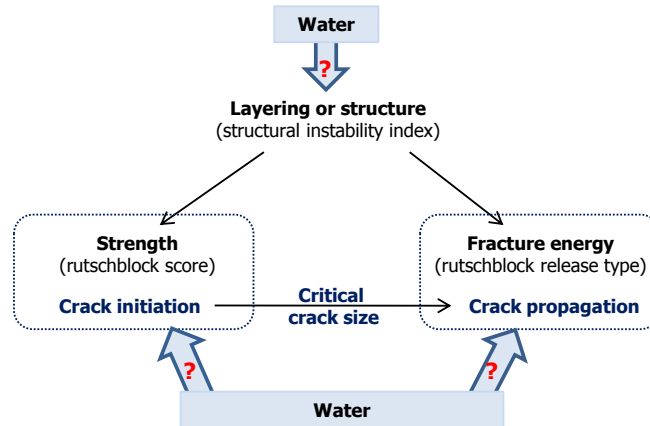 Water
?
Layering or structure
(structural instability index)
Strength
(rutschblock score)
Crack initiation
Critical
crack size
Fracture energy
(rutschblock release type)
Crack propagation
?
?
Water